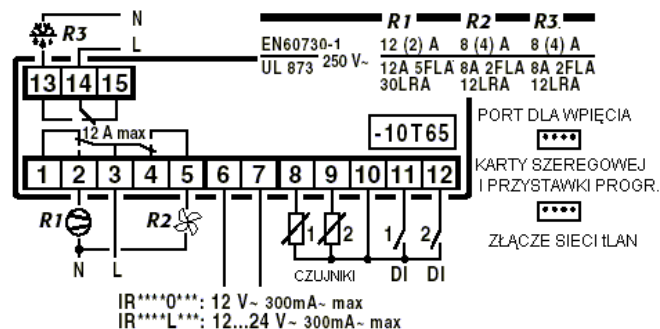 R1 R2 R3.
N
R3
L
EN60730-1 250 V~ 12 (2) A 8 (4) A 8 (4) A
UL 873 12A 5FLA 8A 2FLA 8A 2FLA
30LRA 12LRA 12LRA
13 14 15
12 A max
-10T65
PORT DLA WPIĘCIA
KARTY SZEREGOWEJ
I PRZYSTAWKI PROGR.
ZŁĄCZE SIECI tLAN
1 2 3 4 5 6 7 8 9 10 11 12
R1 R2
1 2 1 2
N L
CZUJNIKI DI DI
IR****0***: 12 V~ 300mA~ max
IR****L***: 12...24 V~ 300mA~ max